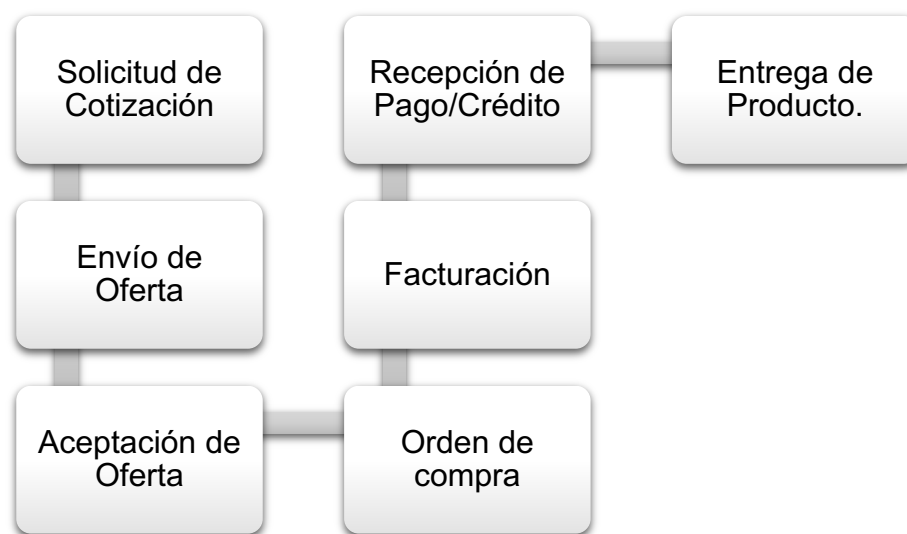 Solicitud de
Cotización
Envío de
Oferta
Aceptación de
Oferta
Orden de
compra
Facturación
Recepción de
Pago/Crédito
Entrega de
Producto.